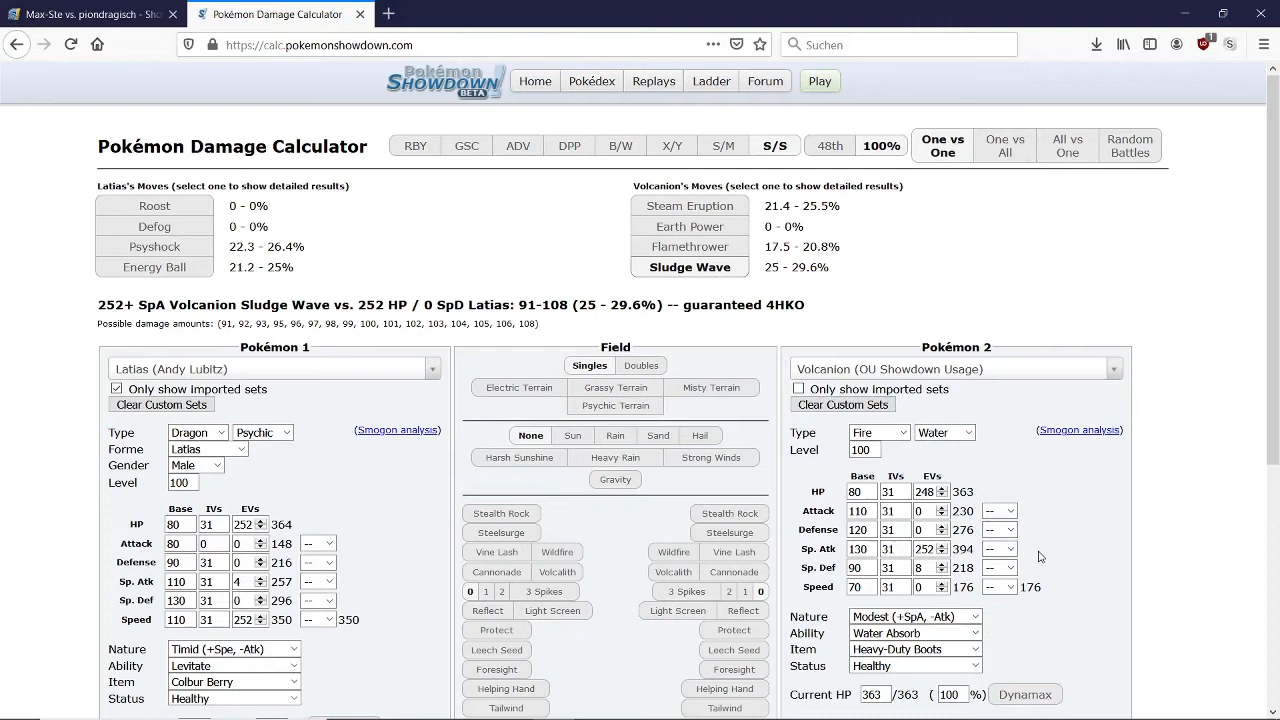 Max-Ste vs. piondragisch - Sho
Pokémon Damage Calculator
https://calc.pokemonshowdown.com
Suchen
1
S
Pokémon SHOWDOWN! BETA
Home Pokédex Replays Ladder Forum Play
Pokémon Damage Calculator
RBY GSC ADV DPP B/W X/Y S/M S/S 48th 100% One vs One One vs All All vs One Random Battles
Latias's Moves (select one to show detailed results)
Roost 0 - 0%
Defog 0 - 0%
Psyshock 22.3 - 26.4%
Energy Ball 21.2 - 25%
Volcanion's Moves (select one to show detailed results)
Steam Eruption 21.4 - 25.5%
Earth Power 0 - 0%
Flamethrower 17.5 - 20.8%
Sludge Wave 25 - 29.6%
252+ SpA Volcanion Sludge Wave vs. 252 HP / 0 SpD Latias: 91-108 (25 - 29.6%) -- guaranteed 4HKO
Possible damage amounts: (91, 92, 93, 95, 96, 97, 98, 99, 100, 101, 102, 103, 104, 105, 106, 108)
Pokémon 1
Latias (Andy Lubitz)
Only show imported sets
Clear Custom Sets
Type Dragon Psychic (Smogon analysis)
Forme Latias
Gender Male
Level 100
Base IVs EVs
HP 80 31 252 364
Attack 80 0 0 148 --
Defense 90 31 0 216 --
Sp. Atk 110 31 4 257 --
Sp. Def 130 31 0 296 --
Speed 110 31 252 350 -- 350
Nature Timid (+Spe, -Atk)
Ability Levitate
Item Colbur Berry
Status Healthy
Field
Singles Doubles
Electric Terrain Grassy Terrain Misty Terrain
Psychic Terrain
None Sun Rain Sand Hail
Harsh Sunshine Heavy Rain Strong Winds
Gravity
Stealth Rock Stealth Rock
Steelsurge Steelsurge
Vine Lash Wildfire Wildfire Vine Lash
Cannonade Volcalith Volcalith Cannonade
0 1 2 3 Spikes 3 Spikes 2 1 0
Reflect Light Screen Light Screen Reflect
Protect Protect
Leech Seed Leech Seed
Foresight Foresight
Helping Hand Helping Hand
Tailwind Tailwind
Pokémon 2
Volcanion (OU Showdown Usage)
Only show imported sets
Clear Custom Sets
Type Fire Water (Smogon analysis)
Level 100
Base IVs EVs
HP 80 31 248 363
Attack 110 31 0 230 --
Defense 120 31 0 276 --
Sp. Atk 130 31 252 394 --
Sp. Def 90 31 8 218 --
Speed 70 31 0 176 -- 176
Nature Modest (+SpA, -Atk)
Ability Water Absorb
Item Heavy-Duty Boots
Status Healthy
Current HP 363 /363 ( 100 %) Dynamax